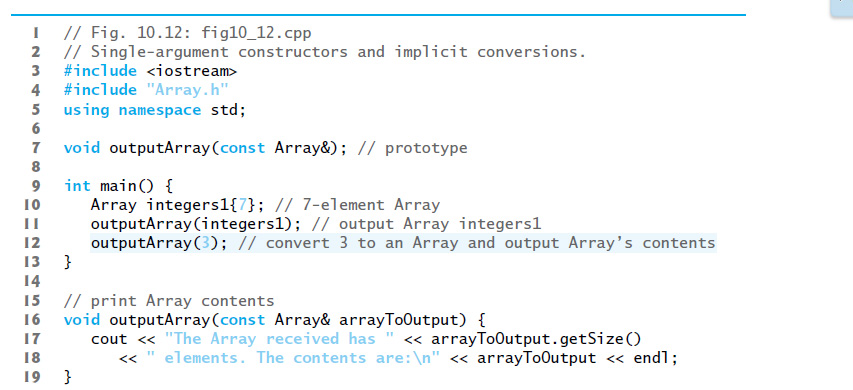 1 // Fig. 10.12: fig10_12.cpp
2 // Single-argument constructors and implicit conversions.
3 #include <iostream>
4 #include "Array.h"
5 using namespace std;
6
7 void outputArray(const Array&); // prototype
8
9 int main() {
10 Array integers1{7}; // 7-element Array
11 outputArray(integers1); // output Array integers1
12 outputArray(3); // convert 3 to an Array and output Array’s contents
13 }
14
15 // print Array contents
16 void outputArray(const Array& arrayToOutput) {
17 cout << "The Array received has " << arrayToOutput.getSize()
18 << " elements. The contents are:\n" << arrayToOutput << endl;
19 }